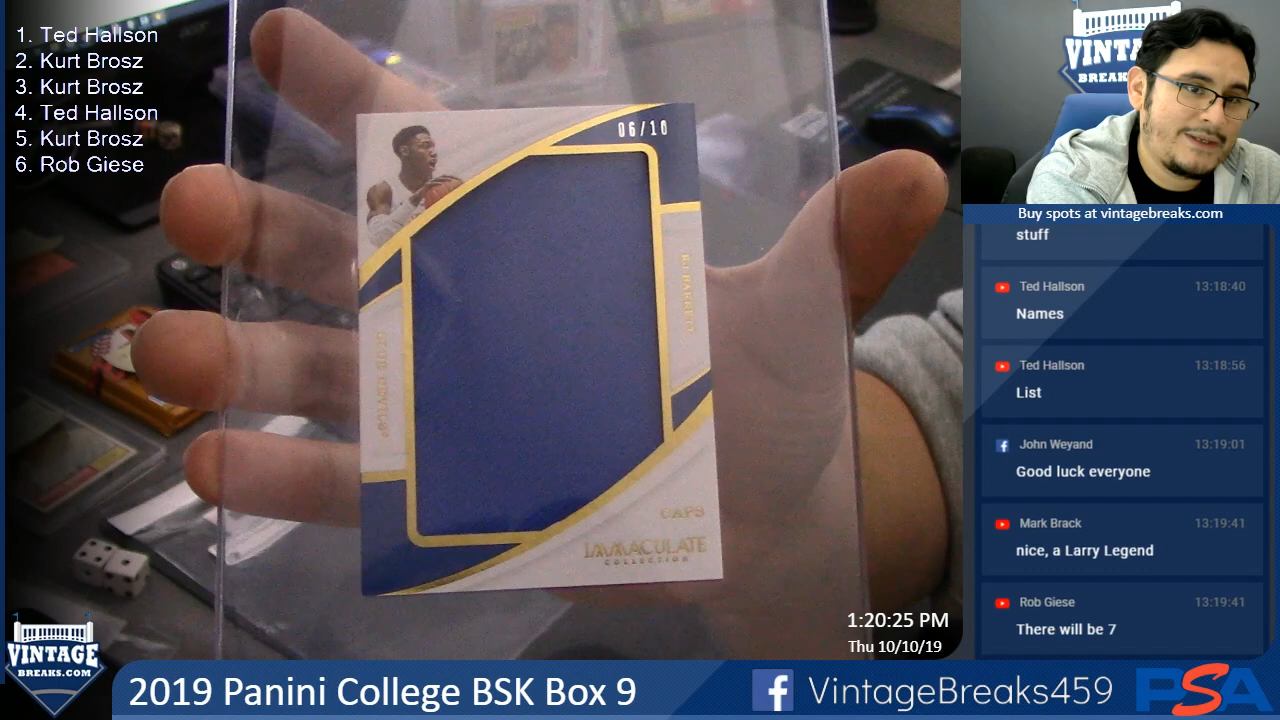 1. Ted Hallson
2. Kurt Brosz
3. Kurt Brosz
4. Ted Hallson
5. Kurt Brosz
6. Rob Giese
06/10
RJ BARRETT
BLUE DEVILS®
CAPS
IMMACULATE
COLLECTION
VINTAGE
BREAKS
Buy spots at vintagebreaks.com
stuff
Ted Hallson 13:18:40
Names
Ted Hallson 13:18:56
List
John Weyand 13:19:01
Good luck everyone
Mark Brack 13:19:41
nice, a Larry Legend
Rob Giese 13:19:41
There will be 7
1:20:25 PM
Thu 10/10/19
VINTAGE
BREAKS.COM
2019 Panini College BSK Box 9
f VintageBreaks459
PSA